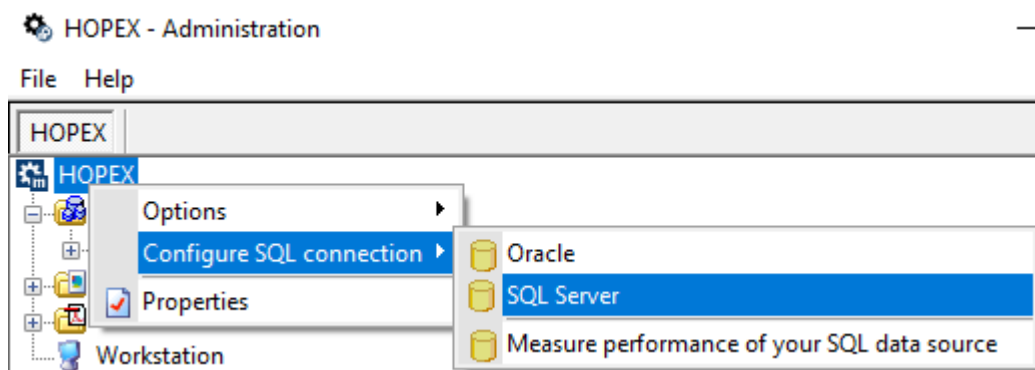 HOPEX - Administration
File Help
HOPEX
HOPEX
Options
Configure SQL connection
Oracle
SQL Server
Properties
Measure performance of your SQL data source
Workstation